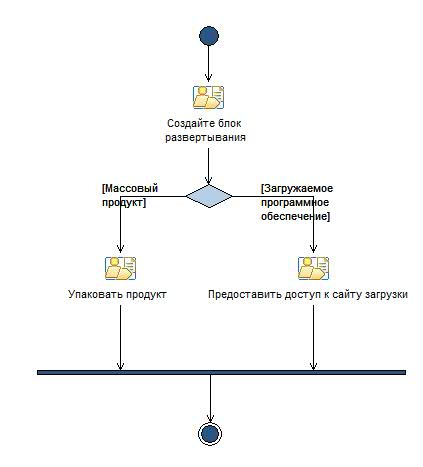 Создайте блок
развертывания
[Массовый
продукт]
[Загружаемое
программное
обеспечение]
Упаковать продукт
Предоставить доступ к сайту загрузки